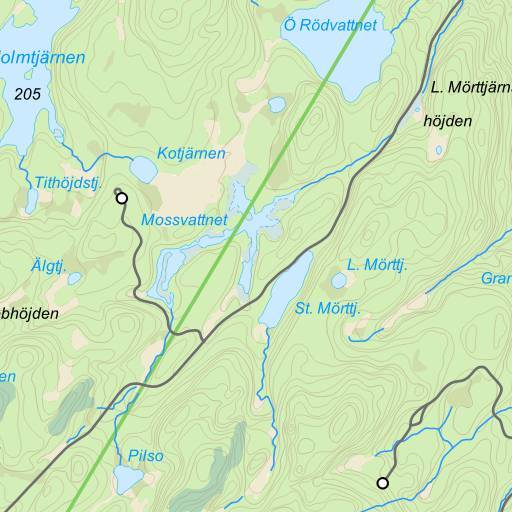 Ö Rödvattnet
olmtjärnen
205
L. Mörttjärn
höjden
Kotjärnen
Tithöjdstj.
Mossvattnet
Älgtj.
L. Mörttj.
Gran
St. Mörttj.
bhöjden
en
Pilso